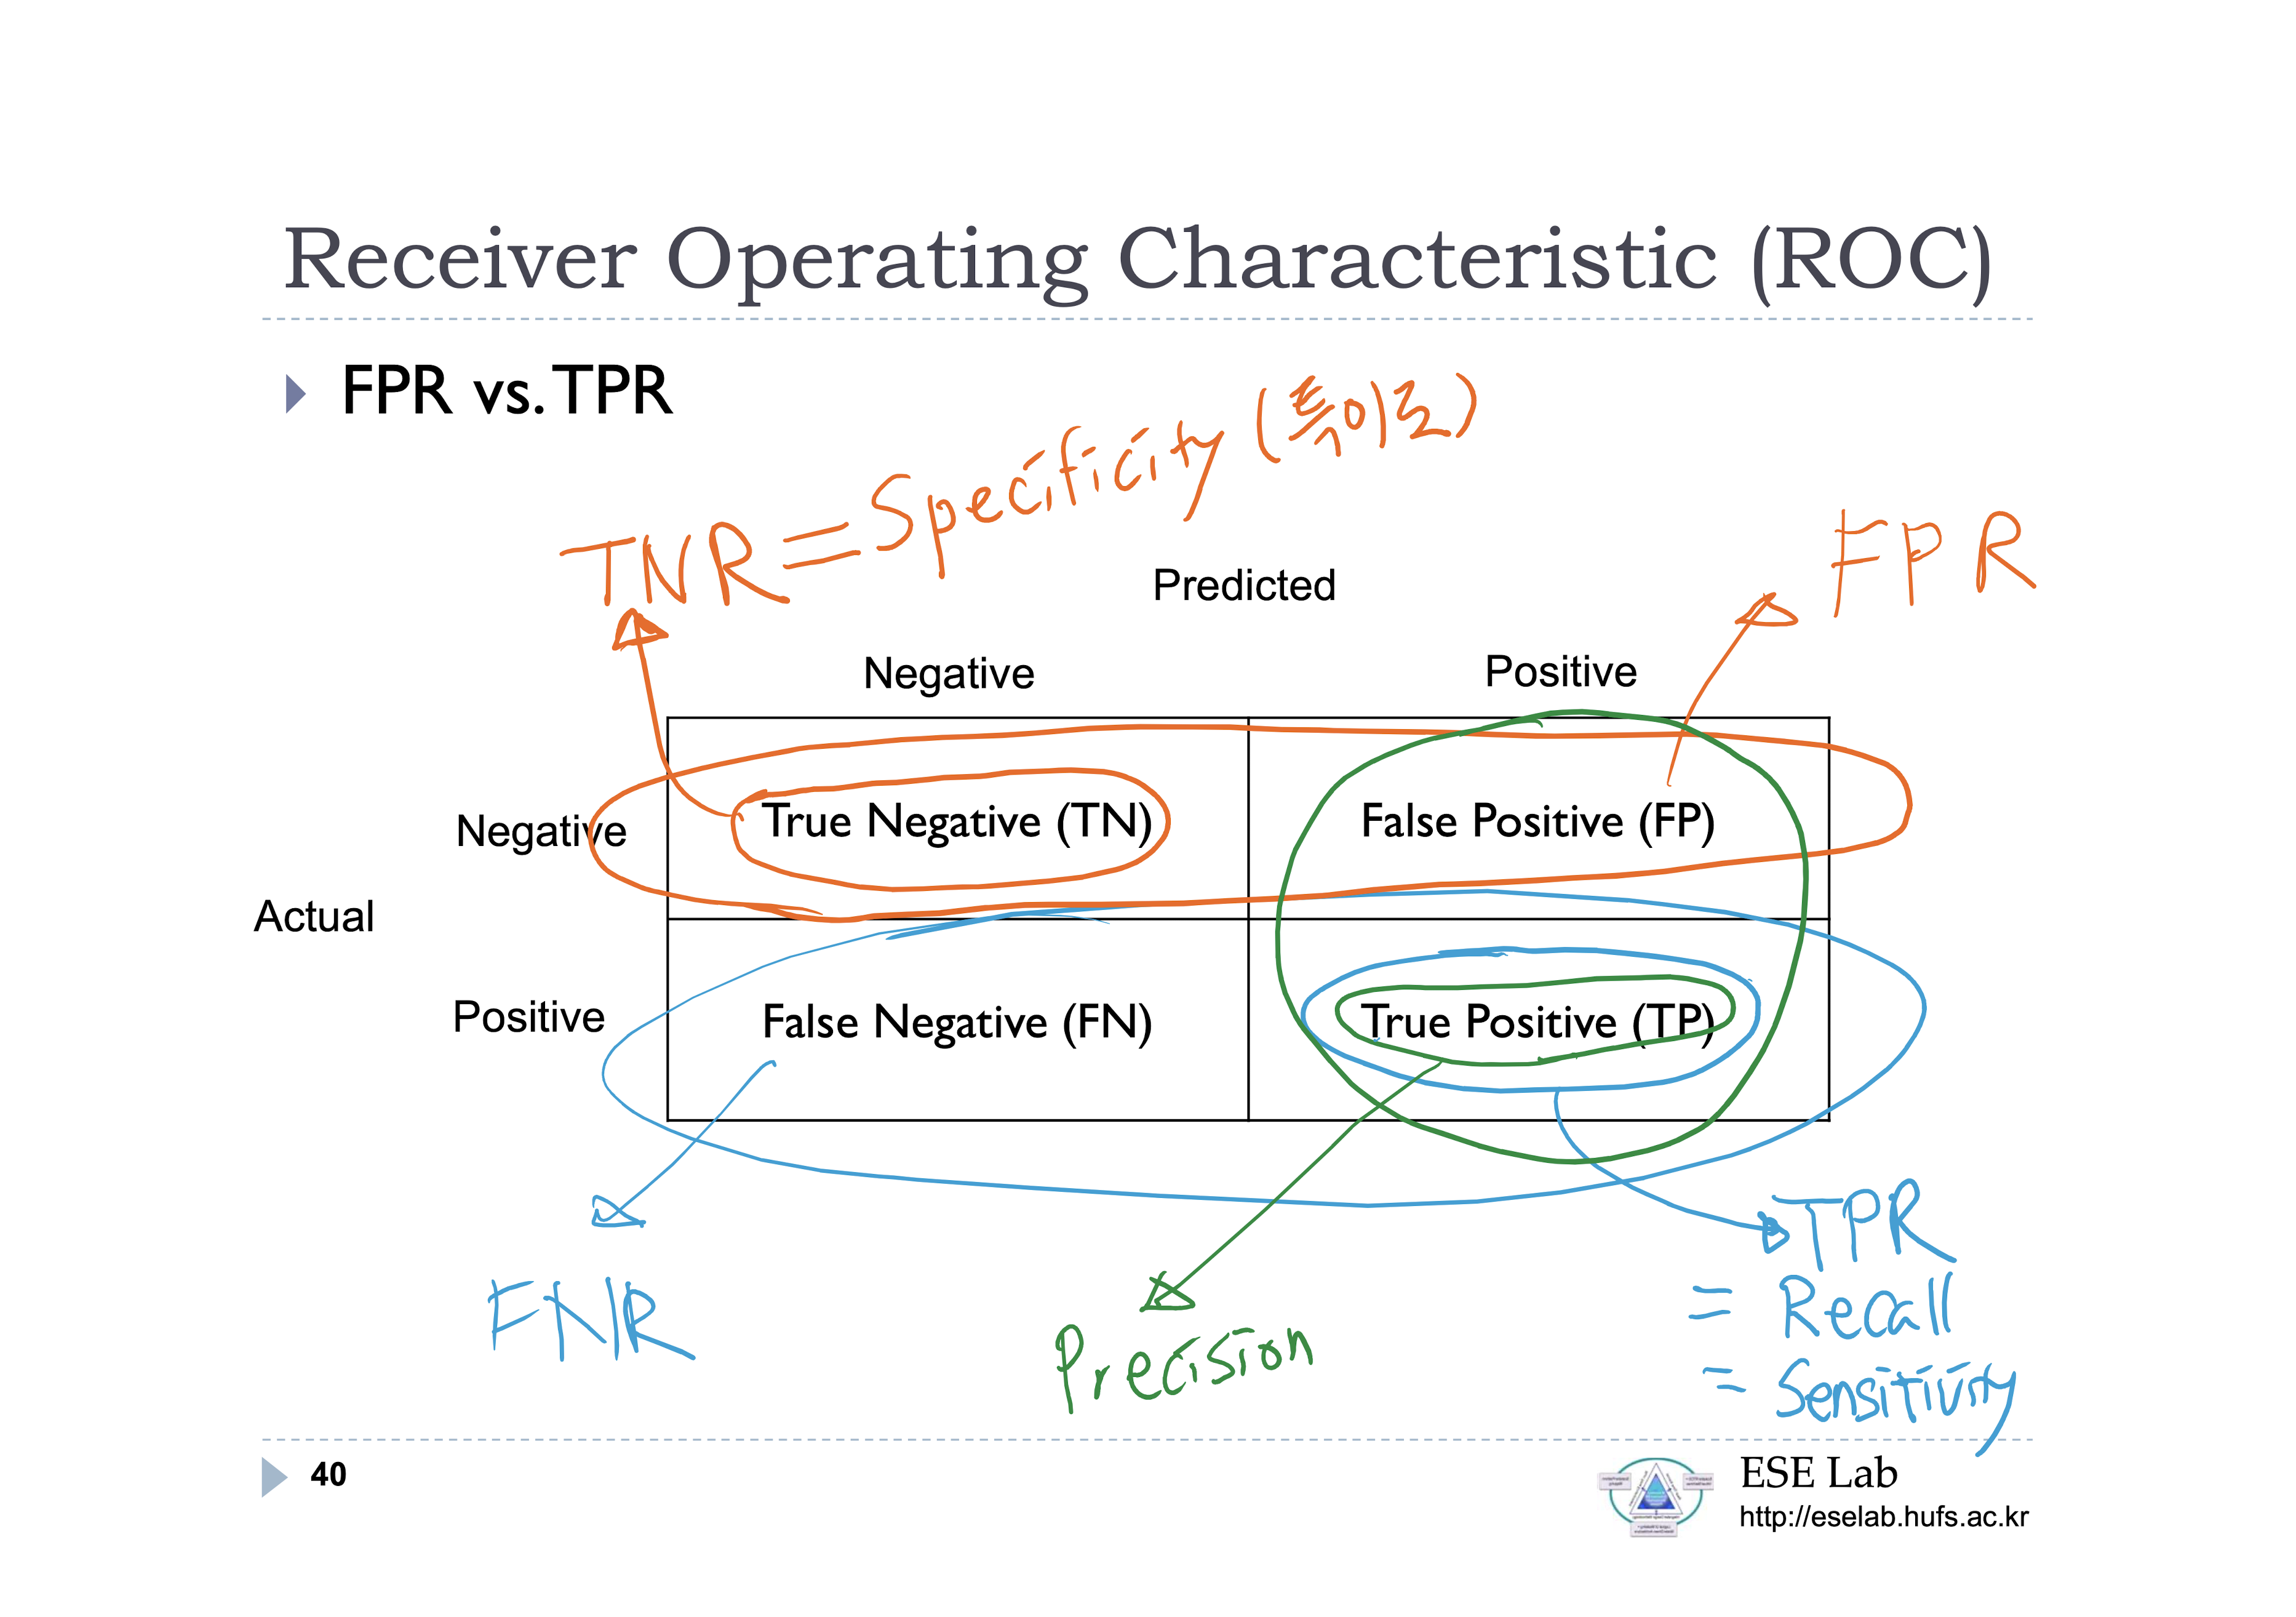 Receiver Operating Characteristic (ROC)
FPR vs. TPR
TNR = Specificity (특이도)
FPR
Predicted
Negative Positive
Negative True Negative (TN) False Positive (FP)
Actual
Positive False Negative (FN) True Positive (TP)
FNR
Precision
TPR
= Recall
= Sensitivity
40
ESE Lab
http://eselab.hufs.ac.kr